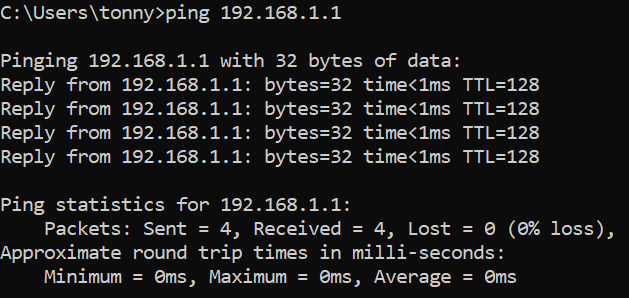 C:\Users\tonny>ping 192.168.1.1
Pinging 192.168.1.1 with 32 bytes of data:
Reply from 192.168.1.1: bytes=32 time<1ms TTL=128
Reply from 192.168.1.1: bytes=32 time<1ms TTL=128
Reply from 192.168.1.1: bytes=32 time<1ms TTL=128
Reply from 192.168.1.1: bytes=32 time<1ms TTL=128
Ping statistics for 192.168.1.1:
    Packets: Sent = 4, Received = 4, Lost = 0 (0% loss),
Approximate round trip times in milli-seconds:
    Minimum = 0ms, Maximum = 0ms, Average = 0ms